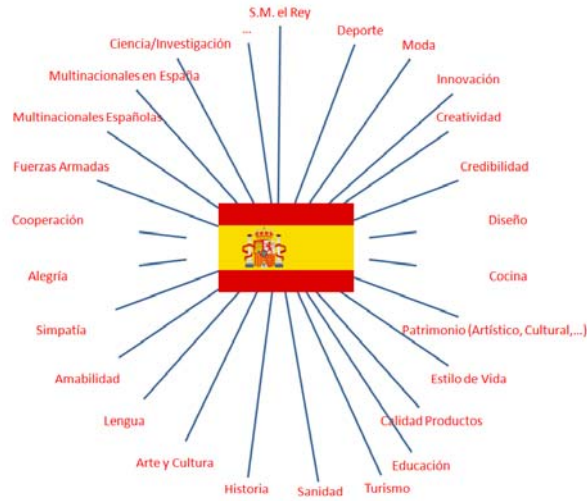 S.M. el Rey
...
Deporte
Ciencia/Investigación
Moda
Multinacionales en España
Innovación
Multinacionales Españolas
Creatividad
Fuerzas Armadas
Credibilidad
Cooperación
Diseño
Alegría
Cocina
Simpatía
Patrimonio (Artístico, Cultural,...)
Amabilidad
Estilo de Vida
Lengua
Calidad Productos
Arte y Cultura
Educación
Historia
Sanidad
Turismo